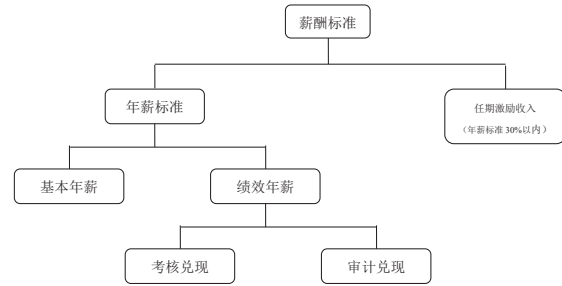 薪酬标准
年薪标准
任期激励收入
（年薪标准 30%以内）
基本年薪
绩效年薪
考核兑现
审计兑现